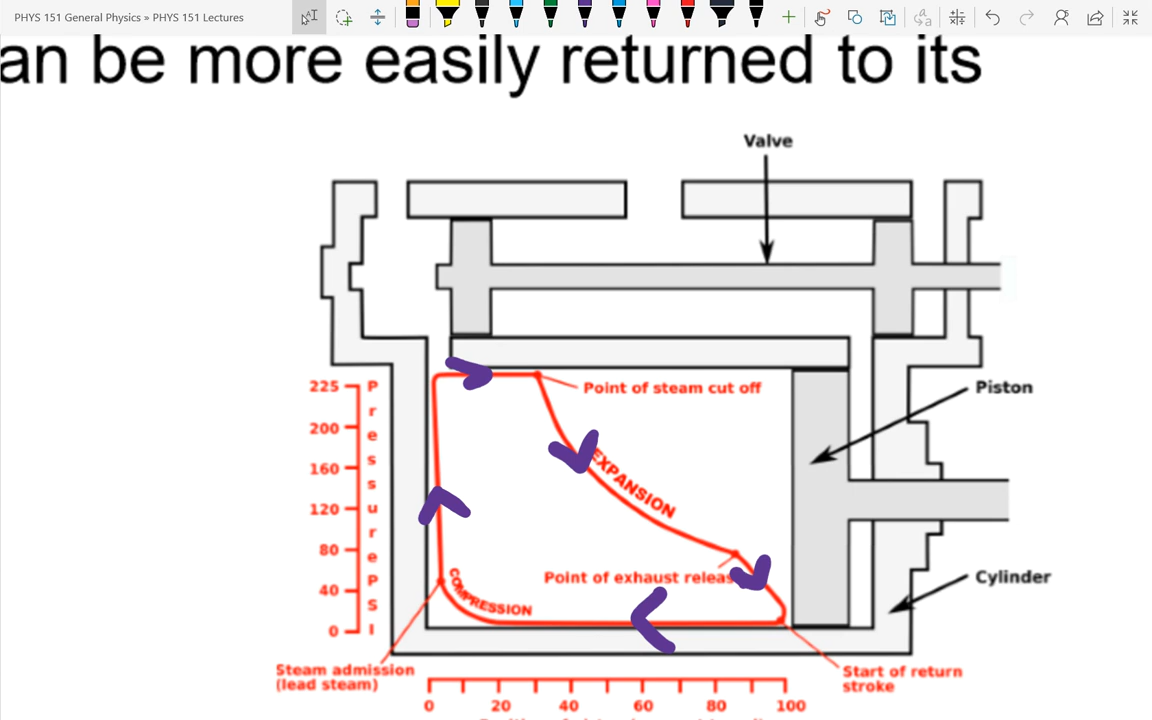 PHYS 151 General Physics » PHYS 151 Lectures
an be more easily returned to its
Valve
225
200
160
120
80
40
0
Pressure PSI
Point of steam cut off
EXPANSION
Piston
Point of exhaust releas
COMPRESSION
Cylinder
Steam admission
(lead steam)
Start of return
stroke
0 20 40 60 80 100